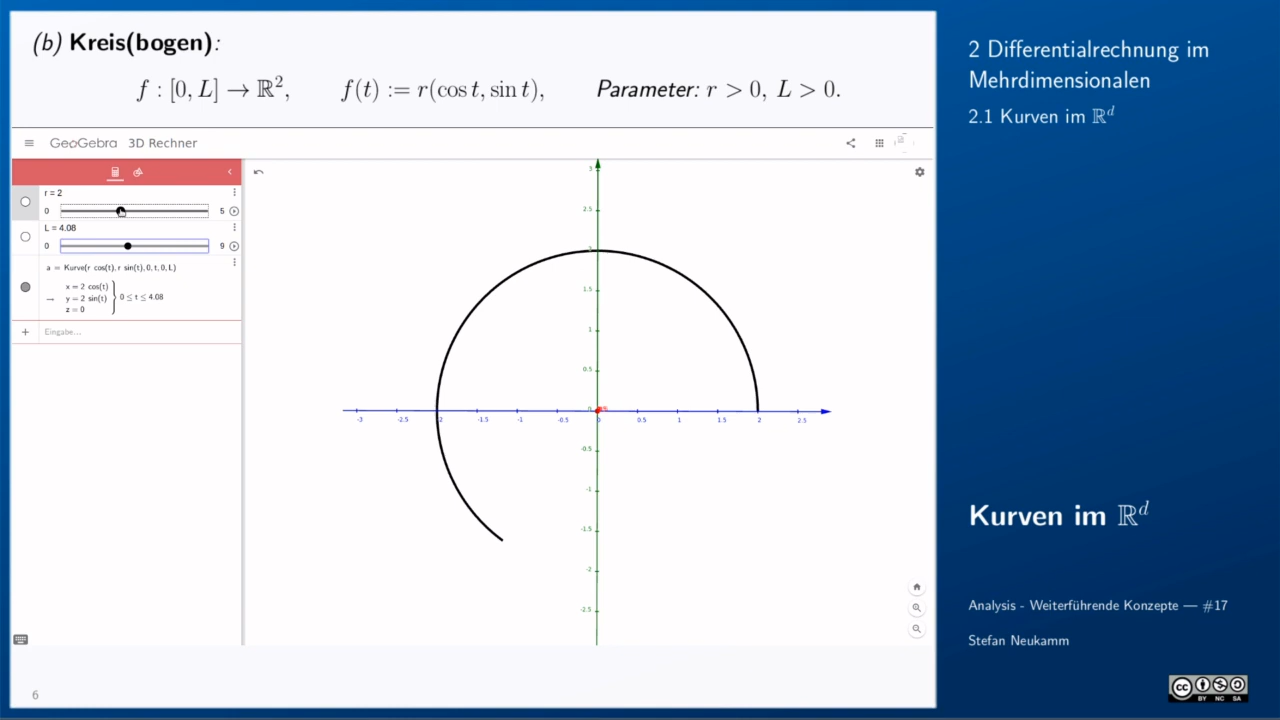 (b) Kreis(bogen):
f : [0, L] → ℝ², f(t) := r(cos t, sin t), Parameter: r > 0, L > 0.
GeoGebra 3D Rechner
r = 2
0 5
L = 4.08
0 9
a = Kurve(r cos(t), r sin(t), 0, t, 0, L)
→ x = 2 cos(t)
y = 2 sin(t) } 0 ≤ t ≤ 4.08
z = 0
+ Eingabe...
3
2.5
2
1.5
1
0.5
0
-3 -2.5 -2 -1.5 -1 -0.5 0 0.5 1 1.5 2 2.5
-0.5
-1
-1.5
-2
-2.5
6
2 Differentialrechnung im
Mehrdimensionalen
2.1 Kurven im ℝᵈ
Kurven im ℝᵈ
Analysis - Weiterführende Konzepte — #17
Stefan Neukamm
cc BY NC SA